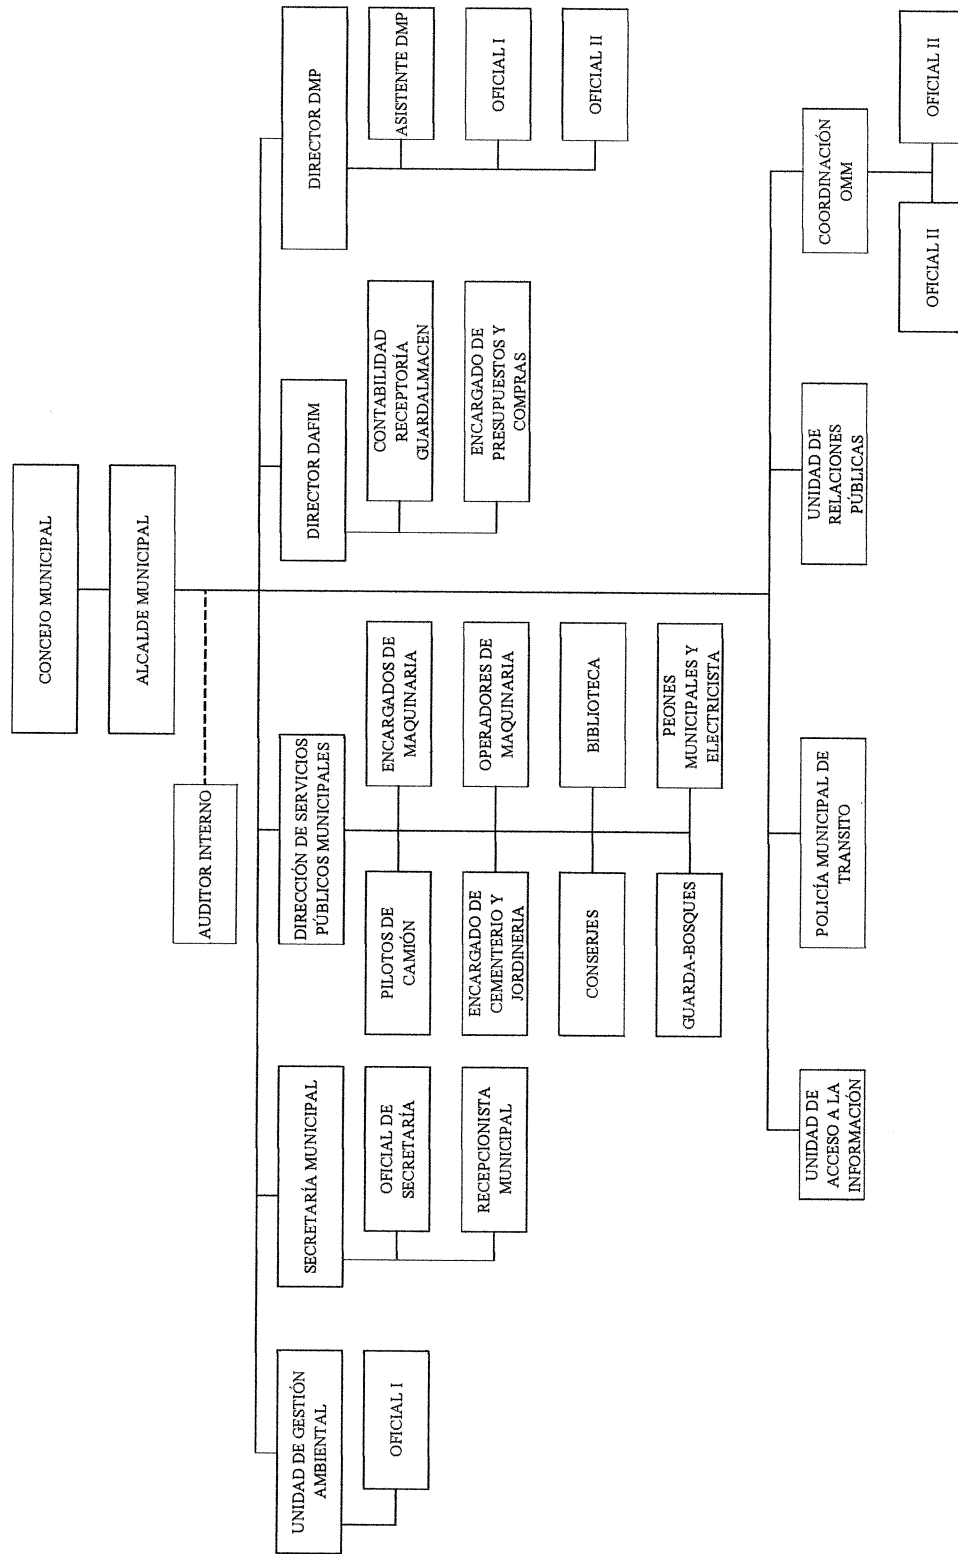 CONCEJO MUNICIPAL
ALCALDE MUNICIPAL
AUDITOR INTERNO
UNIDAD DE GESTIÓN
AMBIENTAL
OFICIAL I
SECRETARÍA MUNICIPAL
OFICIAL DE
SECRETARÍA
RECEPCIONISTA
MUNICIPAL
DIRECCIÓN DE SERVICIOS
PÚBLICOS MUNICIPALES
PILOTOS DE
CAMIÓN
ENCARGADOS DE
MAQUINARIA
ENCARGADO DE
CEMENTERIO Y
JORDINERIA
OPERADORES DE
MAQUINARIA
CONSERJES
BIBLIOTECA
GUARDA-BOSQUES
PEONES
MUNICIPALES Y
ELECTRICISTA
DIRECTOR DAFIM
CONTABILIDAD
RECEPTORÍA
GUARDALMACEN
ENCARGADO DE
PRESUPUESTOS Y
COMPRAS
DIRECTOR DMP
ASISTENTE DMP
OFICIAL I
OFICIAL II
UNIDAD DE
ACCESO A LA
INFORMACIÓN
POLICÍA MUNICIPAL DE
TRANSITO
UNIDAD DE
RELACIONES
PÚBLICAS
COORDINACIÓN
OMM
OFICIAL II
OFICIAL II